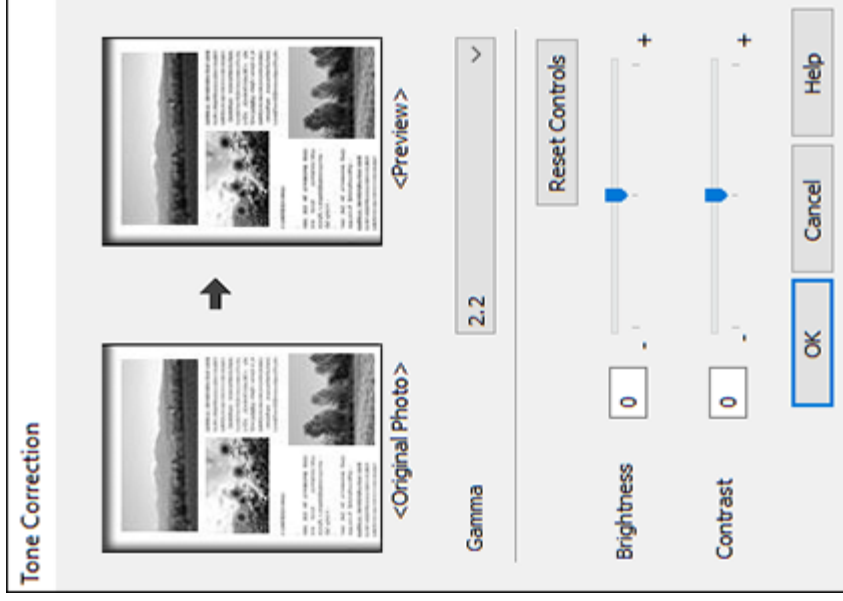 Tone Correction
<Original Photo>
<Preview>
Gamma
2.2
Reset Controls
Brightness
0
- +
Contrast
0
- +
OK
Cancel
Help